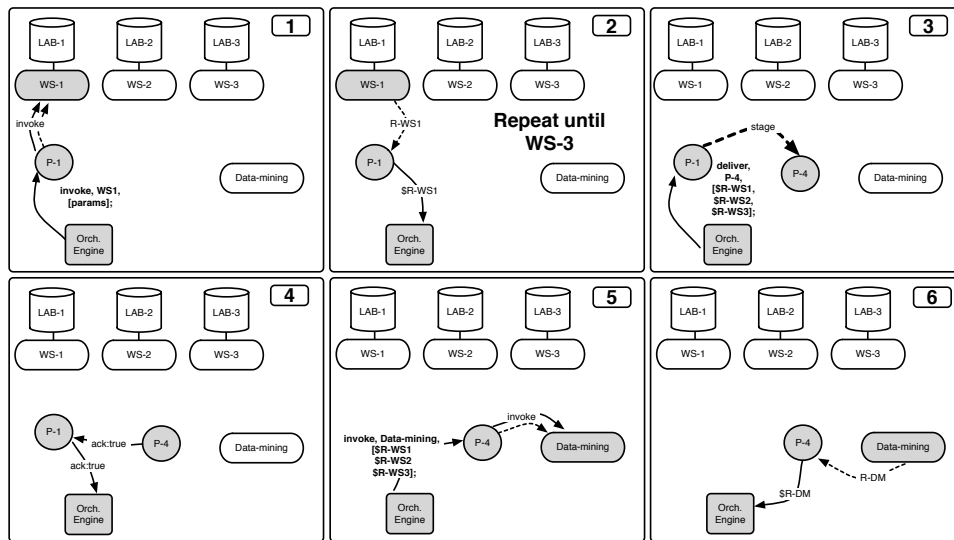 1
LAB-1
LAB-2
LAB-3
WS-1
WS-2
WS-3
invoke
P-1
invoke, WS1,
[params];
Data-mining
Orch.
Engine
2
LAB-1
LAB-2
LAB-3
WS-1
WS-2
WS-3
R-WS1
Repeat until
WS-3
P-1
$R-WS1
Data-mining
Orch.
Engine
3
LAB-1
LAB-2
LAB-3
WS-1
WS-2
WS-3
stage
P-1
deliver,
P-4,
[$R-WS1,
$R-WS2,
$R-WS3];
P-4
Data-mining
Orch.
Engine
4
LAB-1
LAB-2
LAB-3
WS-1
WS-2
WS-3
P-1
ack:true
P-4
Data-mining
ack:true
Orch.
Engine
5
LAB-1
LAB-2
LAB-3
WS-1
WS-2
WS-3
invoke
invoke, Data-mining,
[$R-WS1
$R-WS2
$R-WS3];
P-4
Data-mining
Orch.
Engine
6
LAB-1
LAB-2
LAB-3
WS-1
WS-2
WS-3
P-4
Data-mining
R-DM
$R-DM
Orch.
Engine